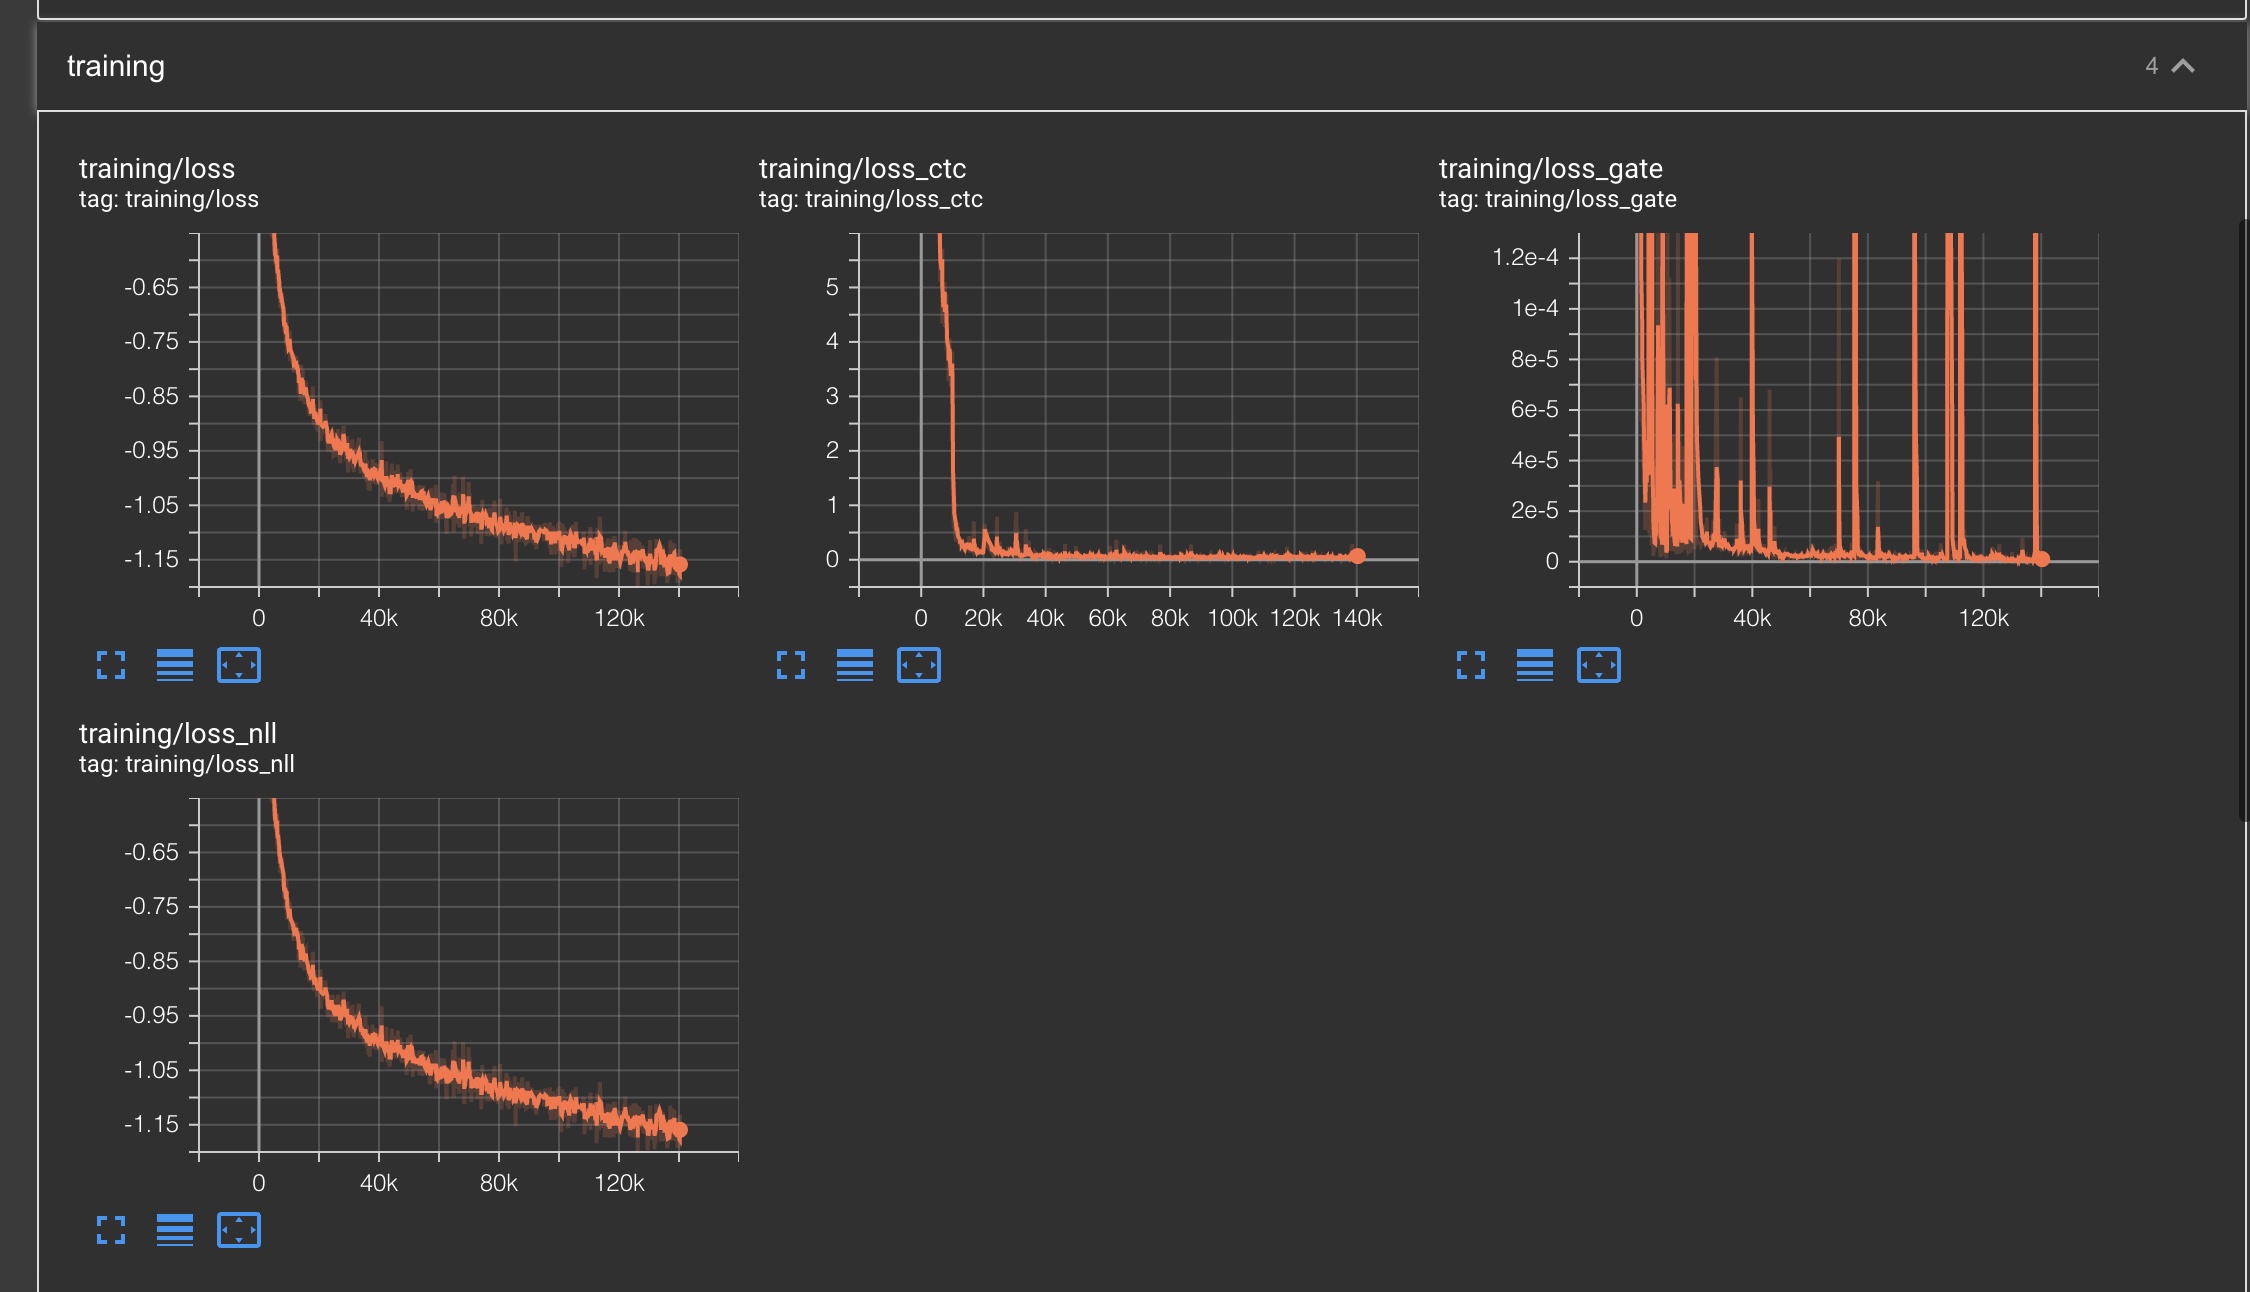 training
4
training/loss
tag: training/loss
-0.65
-0.75
-0.85
-0.95
-1.05
-1.15
0
40k
80k
120k
training/loss_ctc
tag: training/loss_ctc
5
4
3
2
1
0
0
20k
40k
60k
80k
100k
120k
140k
training/loss_gate
tag: training/loss_gate
1.2e-4
1e-4
8e-5
6e-5
4e-5
2e-5
0
0
40k
80k
120k
training/loss_nll
tag: training/loss_nll
-0.65
-0.75
-0.85
-0.95
-1.05
-1.15
0
40k
80k
120k